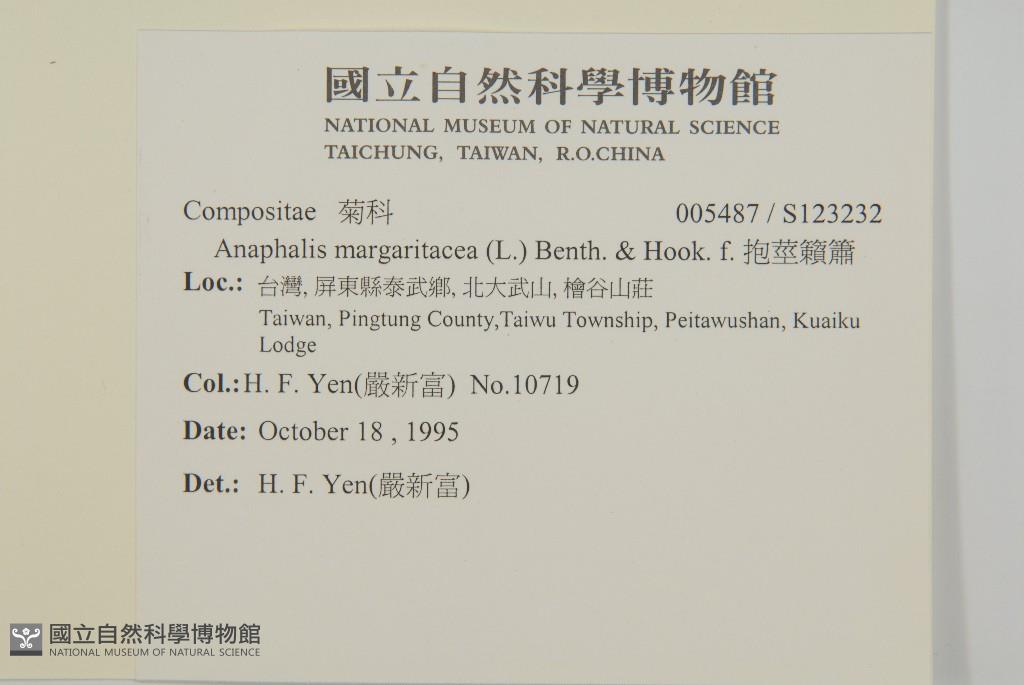 國立自然科學博物館
NATIONAL MUSEUM OF NATURAL SCIENCE
TAICHUNG, TAIWAN, R.O.CHINA
Compositae 菊科 005487 / S123232
Anaphalis margaritacea (L.) Benth. & Hook. f. 抱莖籟簫
Loc.: 台灣, 屏東縣泰武鄉, 北大武山, 檜谷山莊
Taiwan, Pingtung County,Taiwu Township, Peitawushan, Kuaiku
Lodge
Col.: H. F. Yen(嚴新富) No.10719
Date: October 18 , 1995
Det.: H. F. Yen(嚴新富)
國立自然科學博物館
NATIONAL MUSEUM OF NATURAL SCIENCE